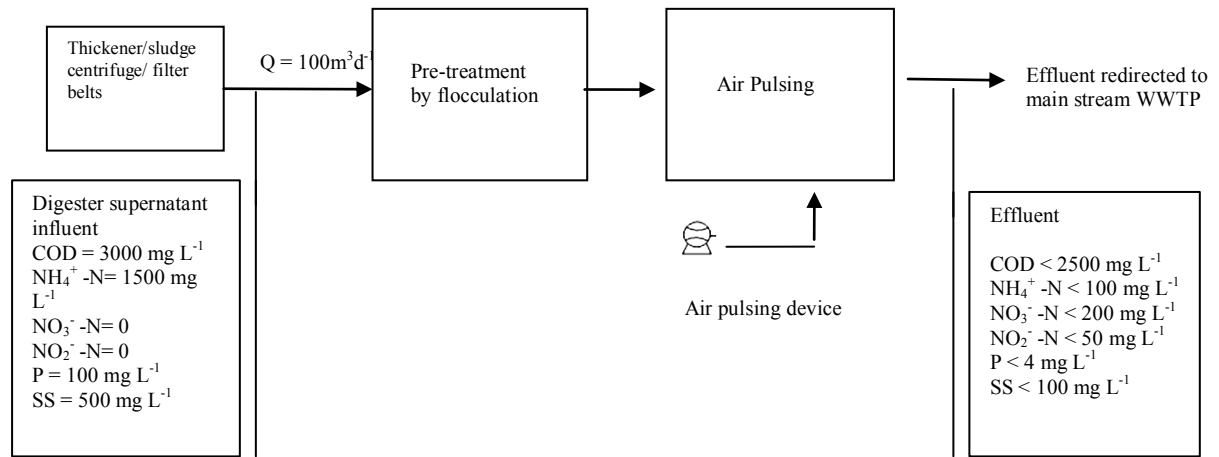 Thickener/sludge
centrifuge/ filter
belts
Q = 100m³d⁻¹
Pre-treatment
by flocculation
Air Pulsing
Effluent redirected to
main stream WWTP
Digester supernatant
influent
COD = 3000 mg L⁻¹
NH₄⁺ -N= 1500 mg
L⁻¹
NO₃⁻ -N= 0
NO₂⁻ -N= 0
P = 100 mg L⁻¹
SS = 500 mg L⁻¹
Air pulsing device
Effluent
COD < 2500 mg L⁻¹
NH₄⁺ -N < 100 mg L⁻¹
NO₃⁻ -N < 200 mg L⁻¹
NO₂⁻ -N < 50 mg L⁻¹
P < 4 mg L⁻¹
SS < 100 mg L⁻¹